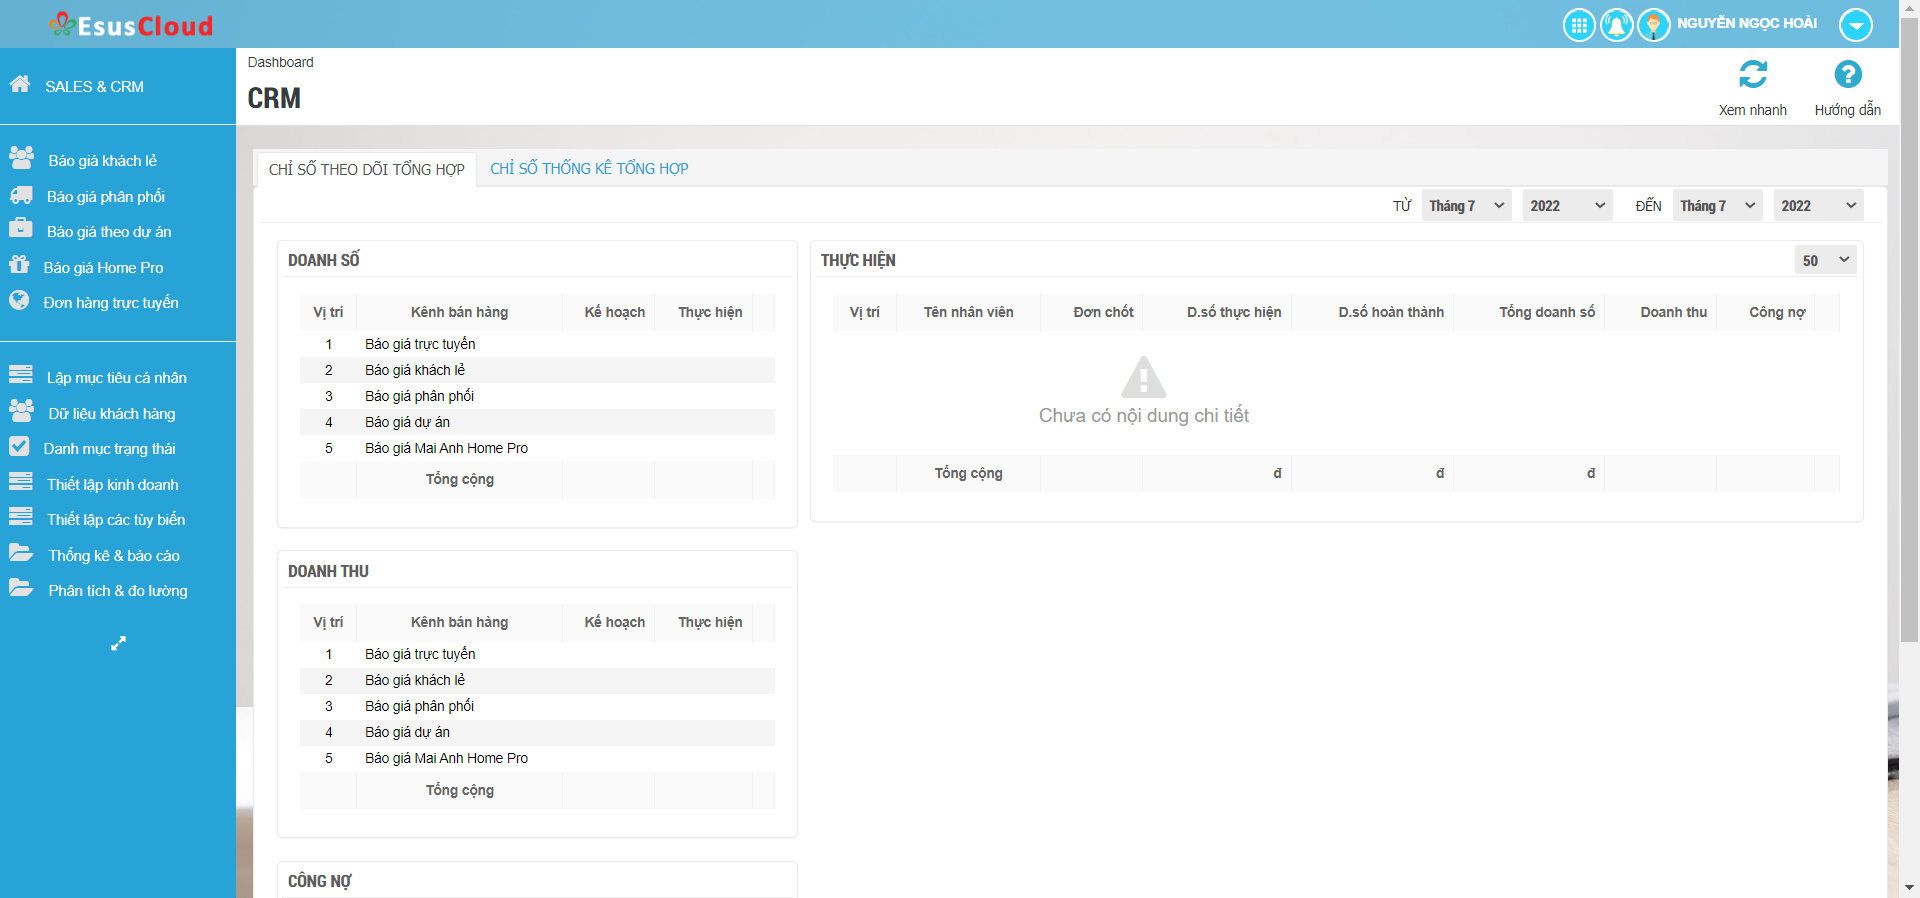 EsusCloud
NGUYỄN NGỌC HOÀI
SALES & CRM
Báo giá khách lẻ
Báo giá phân phối
Báo giá theo dự án
Báo giá Home Pro
Đơn hàng trực tuyến
Lập mục tiêu cá nhân
Dữ liệu khách hàng
Danh mục trạng thái
Thiết lập kinh doanh
Thiết lập các tùy biến
Thống kê & báo cáo
Phân tích & đo lường
Dashboard
CRM
Xem nhanh
Hướng dẫn
CHỈ SỐ THEO DÕI TỔNG HỢP
CHỈ SỐ THỐNG KÊ TỔNG HỢP
TỪ Tháng 7 2022 ĐẾN Tháng 7 2022
DOANH SỐ
Vị trí Kênh bán hàng Kế hoạch Thực hiện
1 Báo giá trực tuyến
2 Báo giá khách lẻ
3 Báo giá phân phối
4 Báo giá dự án
5 Báo giá Mai Anh Home Pro
Tổng cộng
THỰC HIỆN
50
Vị trí Tên nhân viên Đơn chốt D.số thực hiện D.số hoàn thành Tổng doanh số Doanh thu Công nợ
Chưa có nội dung chi tiết
Tổng cộng đ đ đ
DOANH THU
Vị trí Kênh bán hàng Kế hoạch Thực hiện
1 Báo giá trực tuyến
2 Báo giá khách lẻ
3 Báo giá phân phối
4 Báo giá dự án
5 Báo giá Mai Anh Home Pro
Tổng cộng
CÔNG NỢ